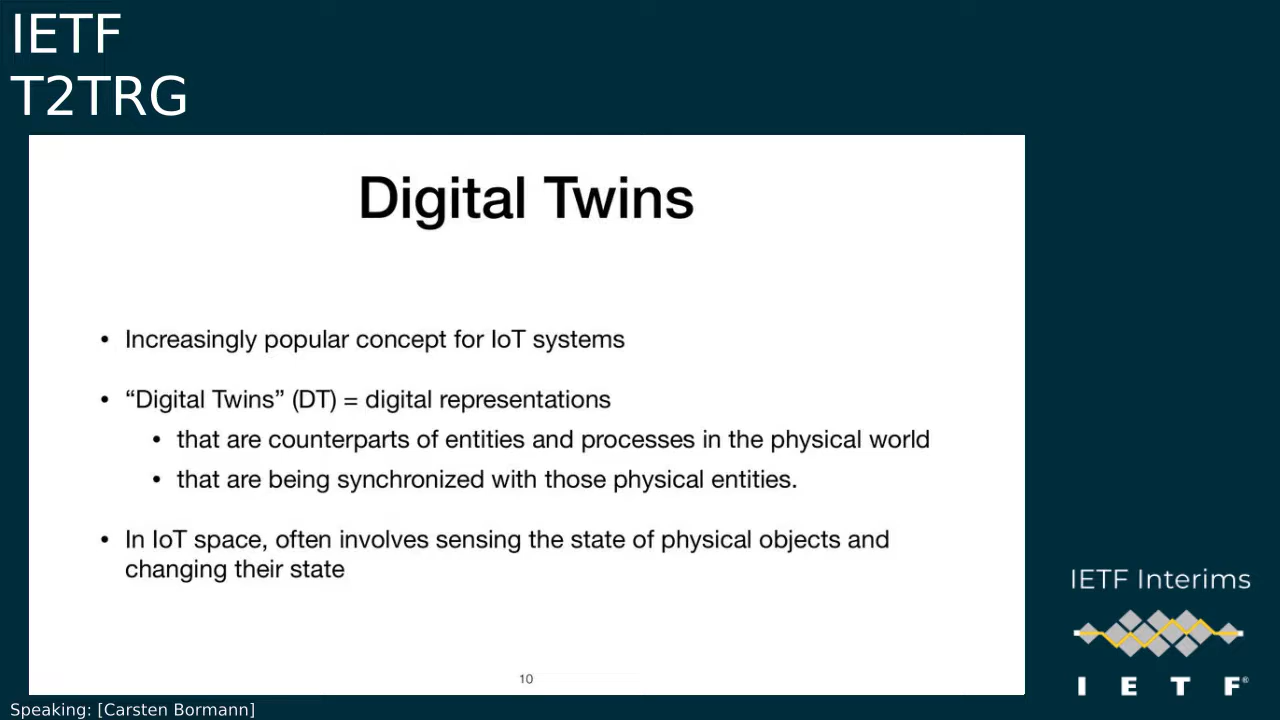 IETF
T2TRG
Digital Twins
• Increasingly popular concept for IoT systems
• “Digital Twins” (DT) = digital representations
• that are counterparts of entities and processes in the physical world
• that are being synchronized with those physical entities.
• In IoT space, often involves sensing the state of physical objects and
changing their state
10
IETF Interims
I E T F®
Speaking: [Carsten Bormann]